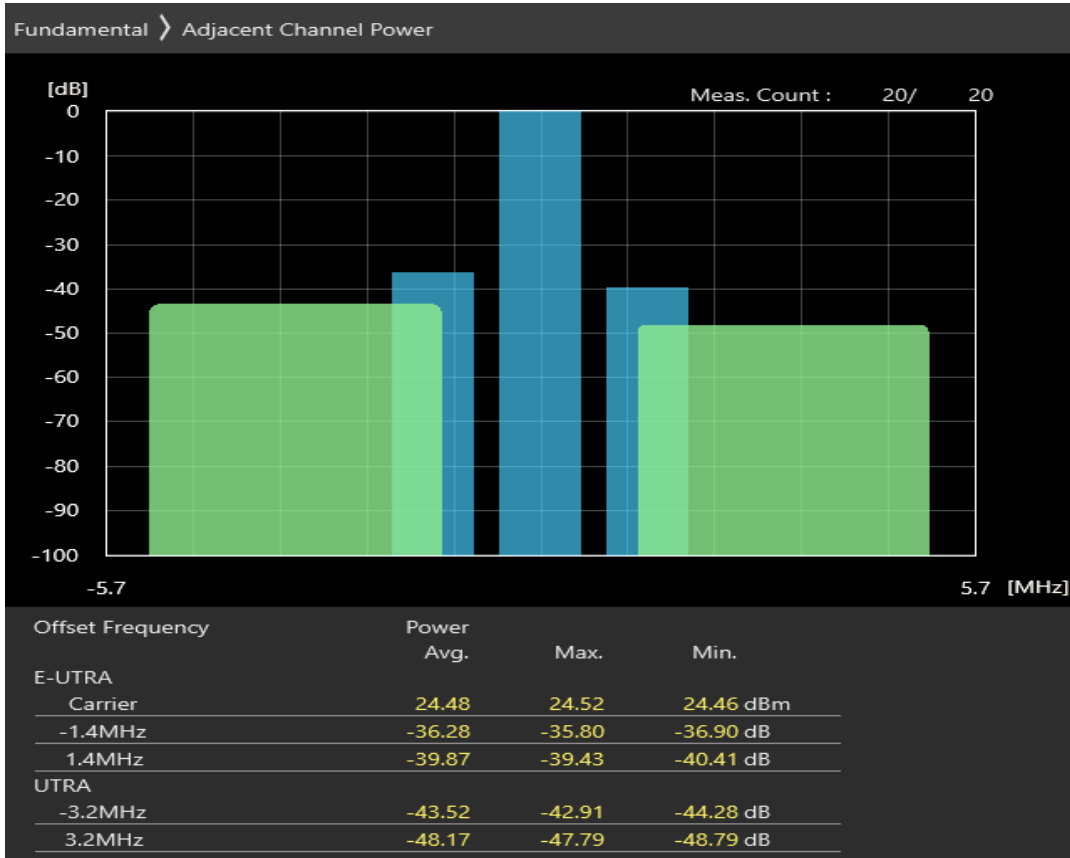 Fundamental 〉 Adjacent Channel Power
[dB]
Meas. Count : 20/ 20
0
-10
-20
-30
-40
-50
-60
-70
-80
-90
-100
-5.7 5.7 [MHz]
Offset Frequency Power
Avg. Max. Min.
E-UTRA
Carrier 24.48 24.52 24.46 dBm
-1.4MHz -36.28 -35.80 -36.90 dB
1.4MHz -39.87 -39.43 -40.41 dB
UTRA
-3.2MHz -43.52 -42.91 -44.28 dB
3.2MHz -48.17 -47.79 -48.79 dB